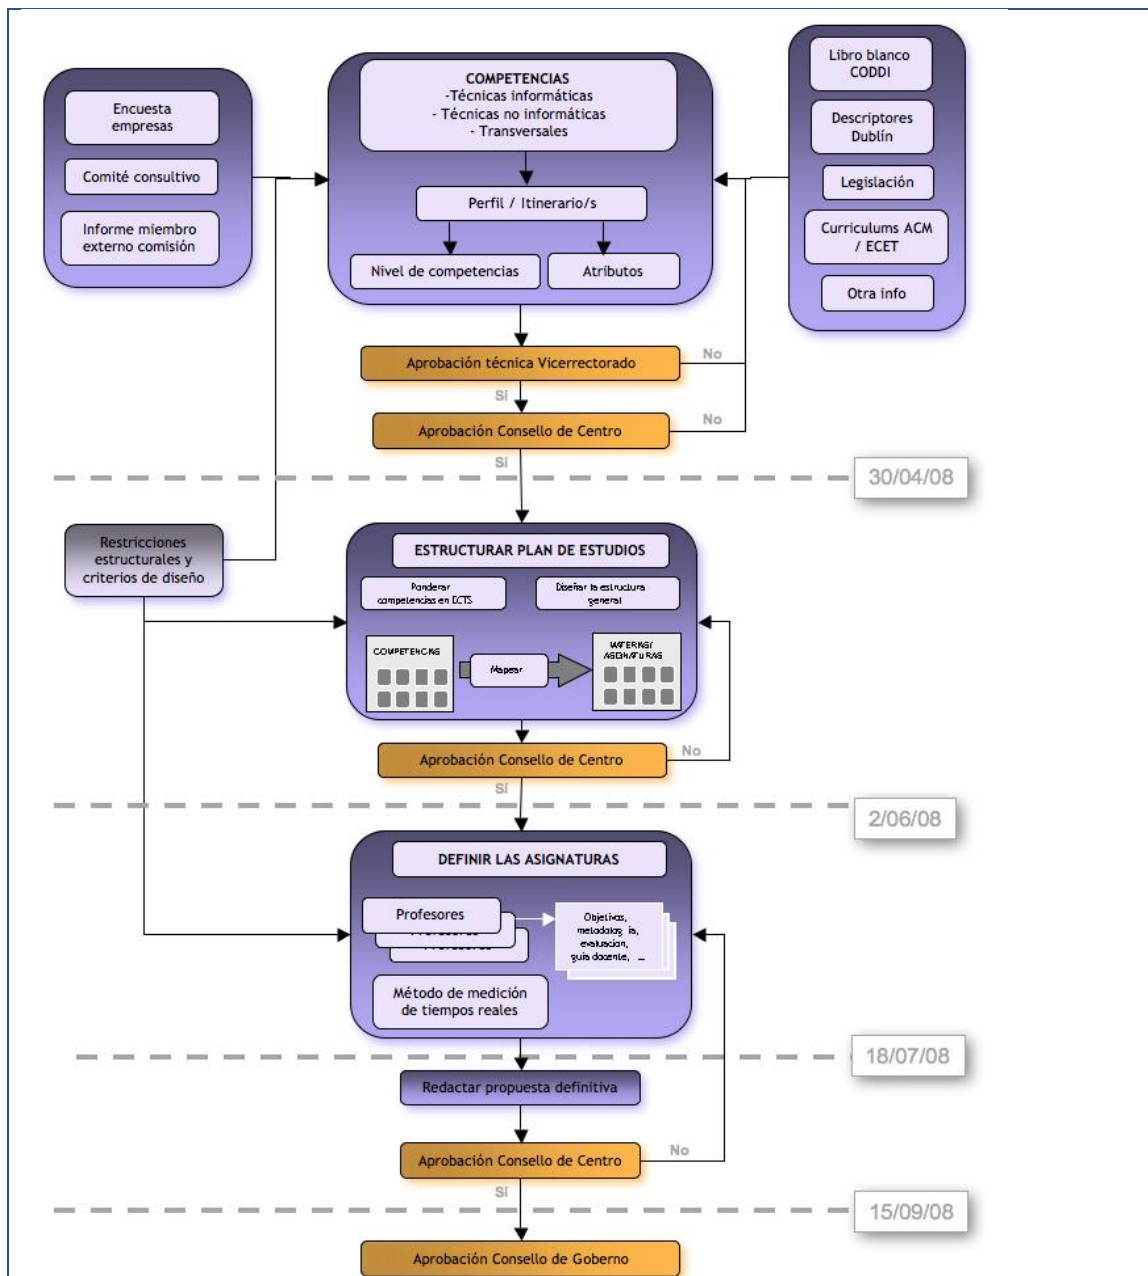 Encuesta
empresas
Comité consultivo
Informe miembro
externo comisión
COMPETENCIAS
-Técnicas informáticas
- Técnicas no informáticas
- Transversales
Perfil / Itinerario/s
Nivel de competencias
Atributos
Libro blanco
CODDI
Descriptores
Dublín
Legislación
Curriculums ACM
/ ECET
Otra info
Aprobación técnica Vicerrectorado
No
Sí
Aprobación Consello de Centro
No
Sí
30/04/08
Restricciones
estructurales y
criterios de diseño
ESTRUCTURAR PLAN DE ESTUDIOS
Ponderar
competencias en ECTS
Diseñar la estructura
general
COMPETENCIAS
Mapear
MATERIAS/
ASIGNATURAS
Aprobación Consello de Centro
No
Sí
2/06/08
DEFINIR LAS ASIGNATURAS
Profesores
Profesores
Profesores
Objetivos,
metodología,
evaluación,
guía docente, ...
Método de medición
de tiempos reales
18/07/08
Redactar propuesta definitiva
Aprobación Consello de Centro
No
Sí
15/09/08
Aprobación Consello de Goberno